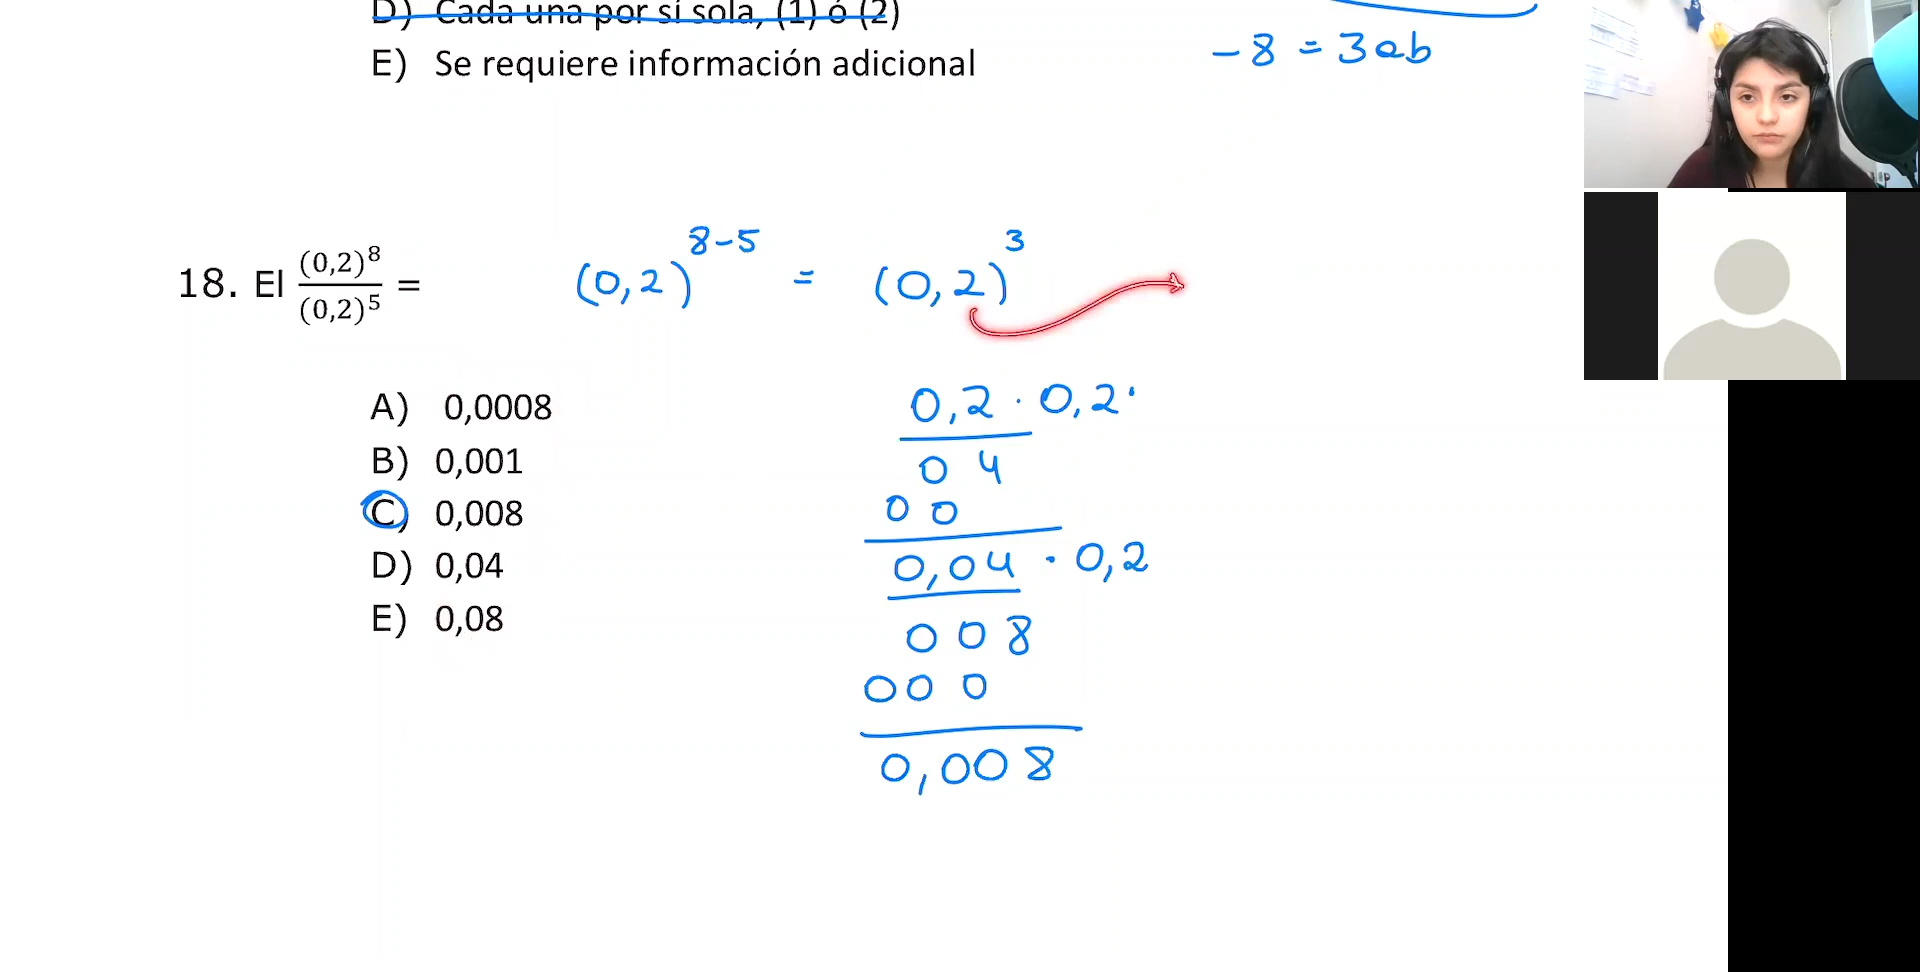 D) Cada una por sí sola, (1) ó (2)
E) Se requiere información adicional
-8 = 3ab
18. El (0,2)^8 / (0,2)^5 =
(0,2)^8-5 = (0,2)^3
A) 0,0008
B) 0,001
C) 0,008
D) 0,04
E) 0,08
0,2 · 0,2 ·
0 4
0 0
0,04 · 0,2
0 0 8
0 0 0
0,008